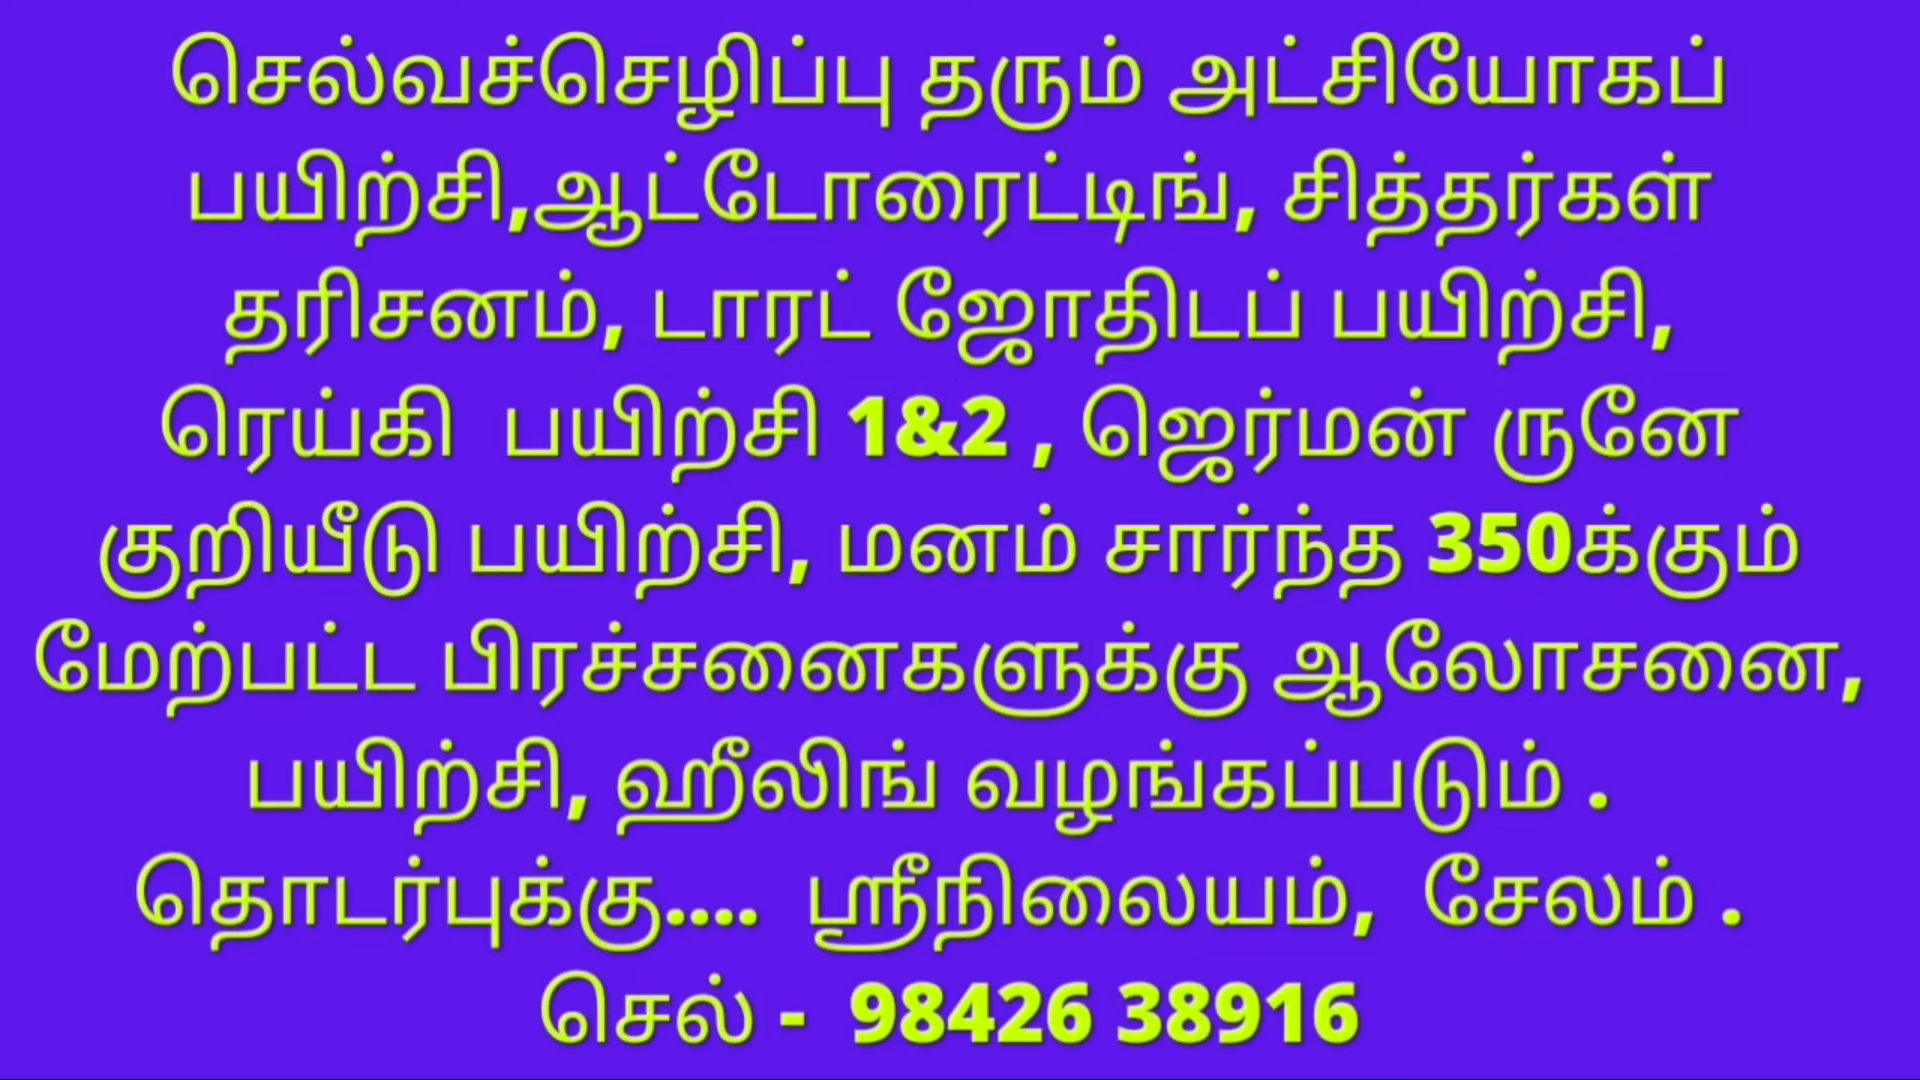 செல்வச்செழிப்பு தரும் அட்சியோகப்
பயிற்சி,ஆட்டோரைட்டிங், சித்தர்கள்
தரிசனம், டாரட் ஜோதிடப் பயிற்சி,
ரெய்கி பயிற்சி 1&2 , ஜெர்மன் ருனே
குறியீடு பயிற்சி, மனம் சார்ந்த 350க்கும்
மேற்பட்ட பிரச்சனைகளுக்கு ஆலோசனை,
பயிற்சி, ஹீலிங் வழங்கப்படும் .
தொடர்புக்கு.... ஸ்ரீநிலையம், சேலம் .
செல் - 98426 38916